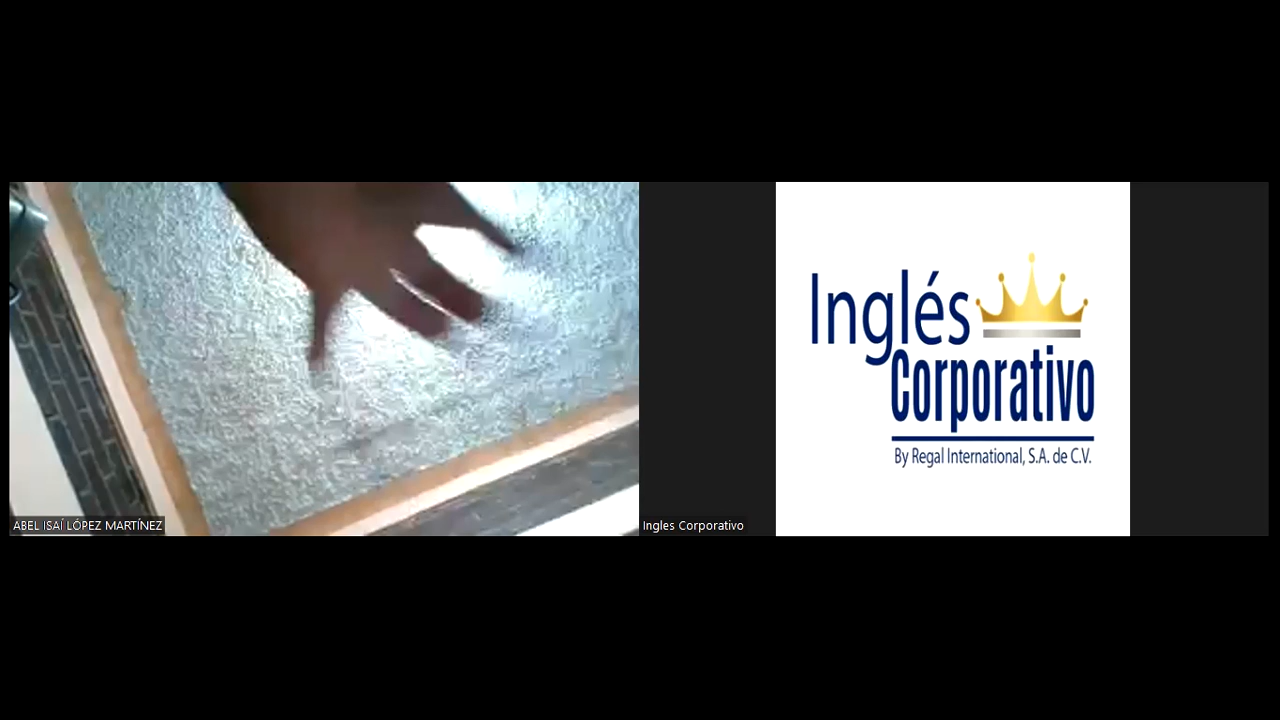 Inglés
Corporativo
By Regal International, S.A. de C.V.
ABEL ISAÍ LÓPEZ MARTÍNEZ
Ingles Corporativo